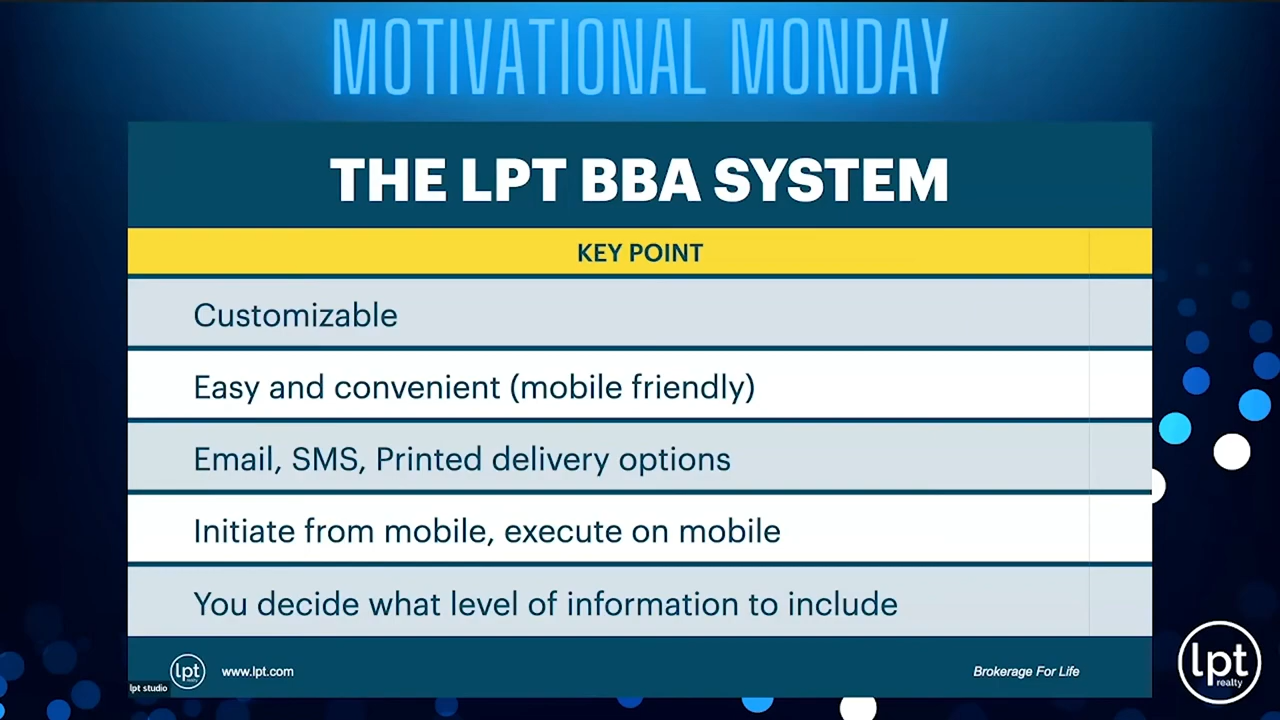 MOTIVATIONAL MONDAY
THE LPT BBA SYSTEM
KEY POINT
Customizable
Easy and convenient (mobile friendly)
Email, SMS, Printed delivery options
Initiate from mobile, execute on mobile
You decide what level of information to include
lpt
realty
www.lpt.com
Brokerage For Life
lpt studio
lpt
realty